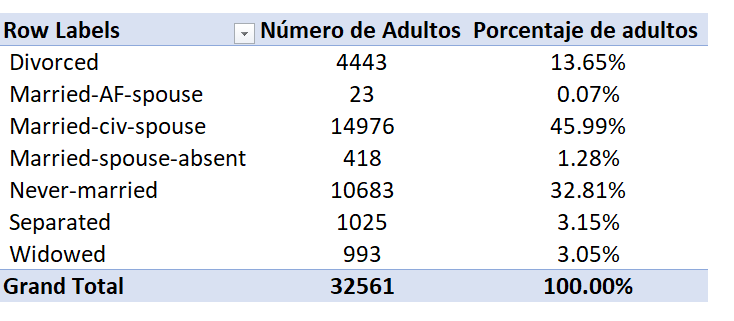 Row Labels Número de Adultos Porcentaje de adultos
Divorced 4443 13.65%
Married-AF-spouse 23 0.07%
Married-civ-spouse 14976 45.99%
Married-spouse-absent 418 1.28%
Never-married 10683 32.81%
Separated 1025 3.15%
Widowed 993 3.05%
Grand Total 32561 100.00%